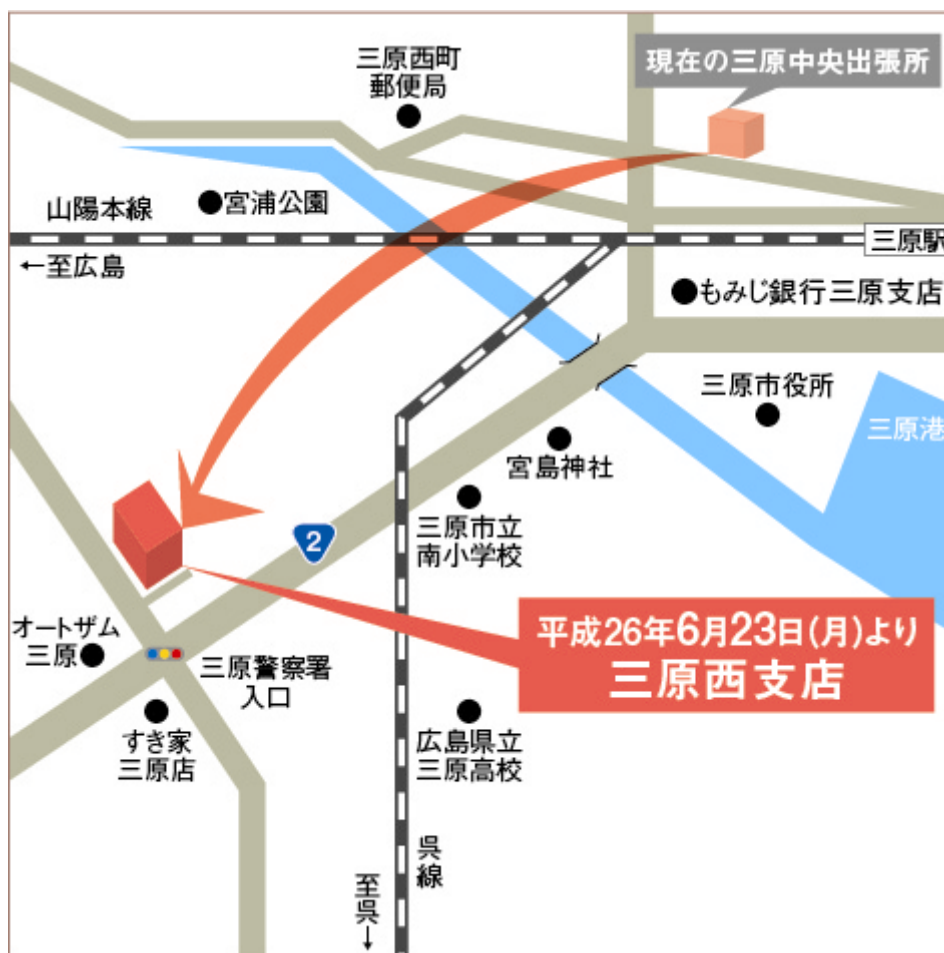 三原西町
郵便局
現在の三原中央出張所
山陽本線
宮浦公園
三原駅
←至広島
もみじ銀行三原支店
三原市役所
三原港
宮島神社
三原市立
南小学校
2
平成26年6月23日(月)より
三原西支店
オートザム
三原
三原警察署
入口
すき家
三原店
広島県立
三原高校
呉線
至呉→